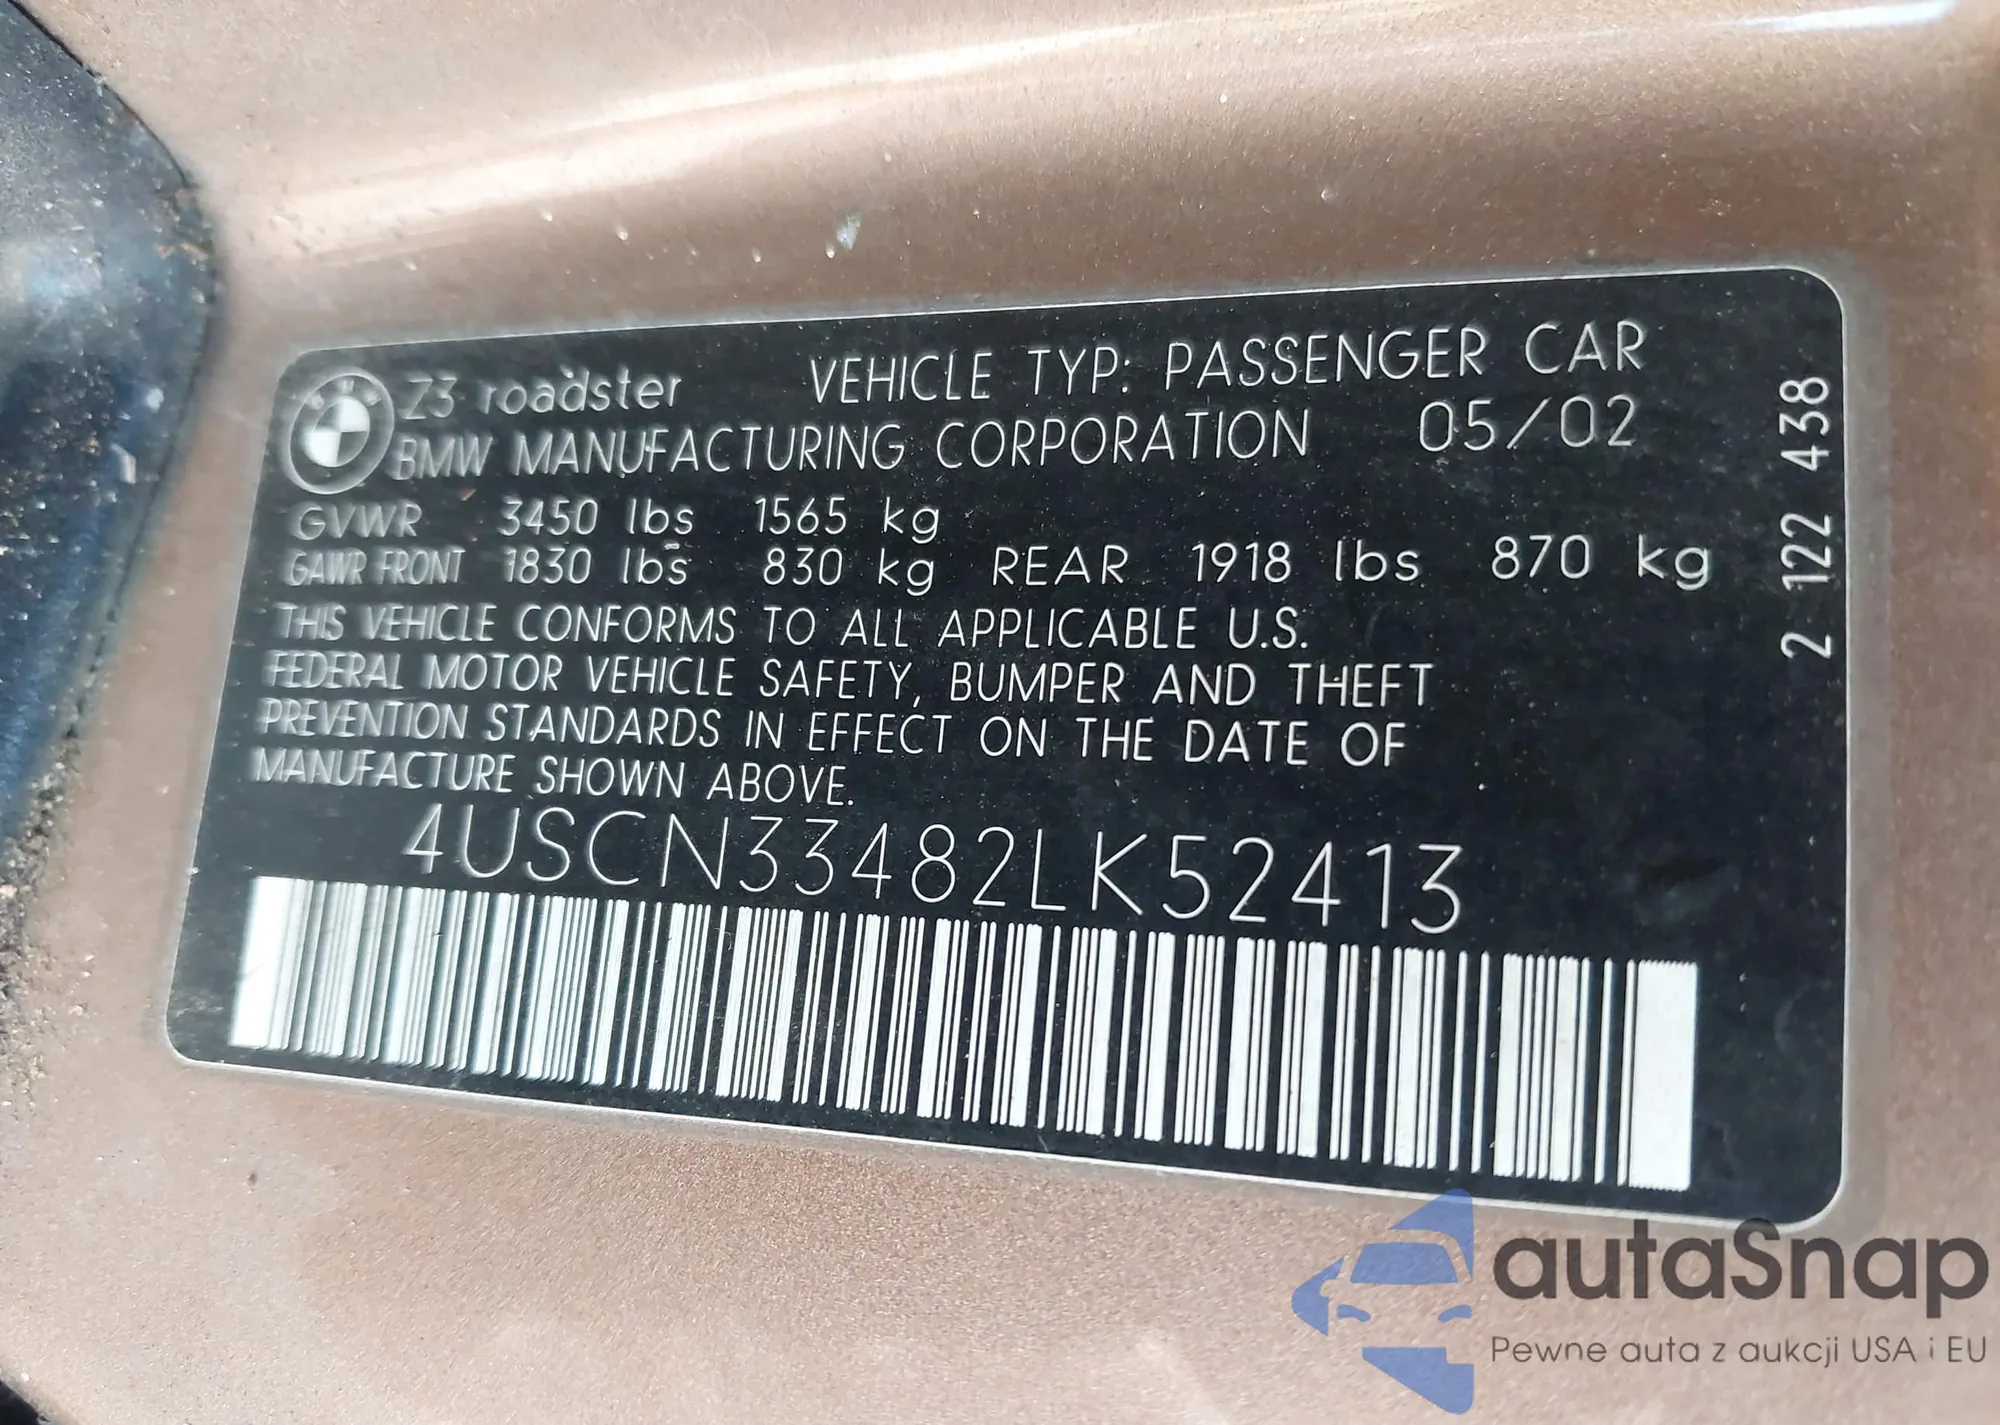 Z3 roadster VEHICLE TYP: PASSENGER CAR
BMW MANUFACTURING CORPORATION 05/02
GVWR 3450 lbs 1565 kg
GAWR FRONT 1830 lbs 830 kg REAR 1918 lbs 870 kg
THIS VEHICLE CONFORMS TO ALL APPLICABLE U.S.
FEDERAL MOTOR VEHICLE SAFETY, BUMPER AND THEFT
PREVENTION STANDARDS IN EFFECT ON THE DATE OF
MANUFACTURE SHOWN ABOVE.
4USCN33482LK52413
2 122 438
autaSnap
Pewne auta z aukcji USA i EU